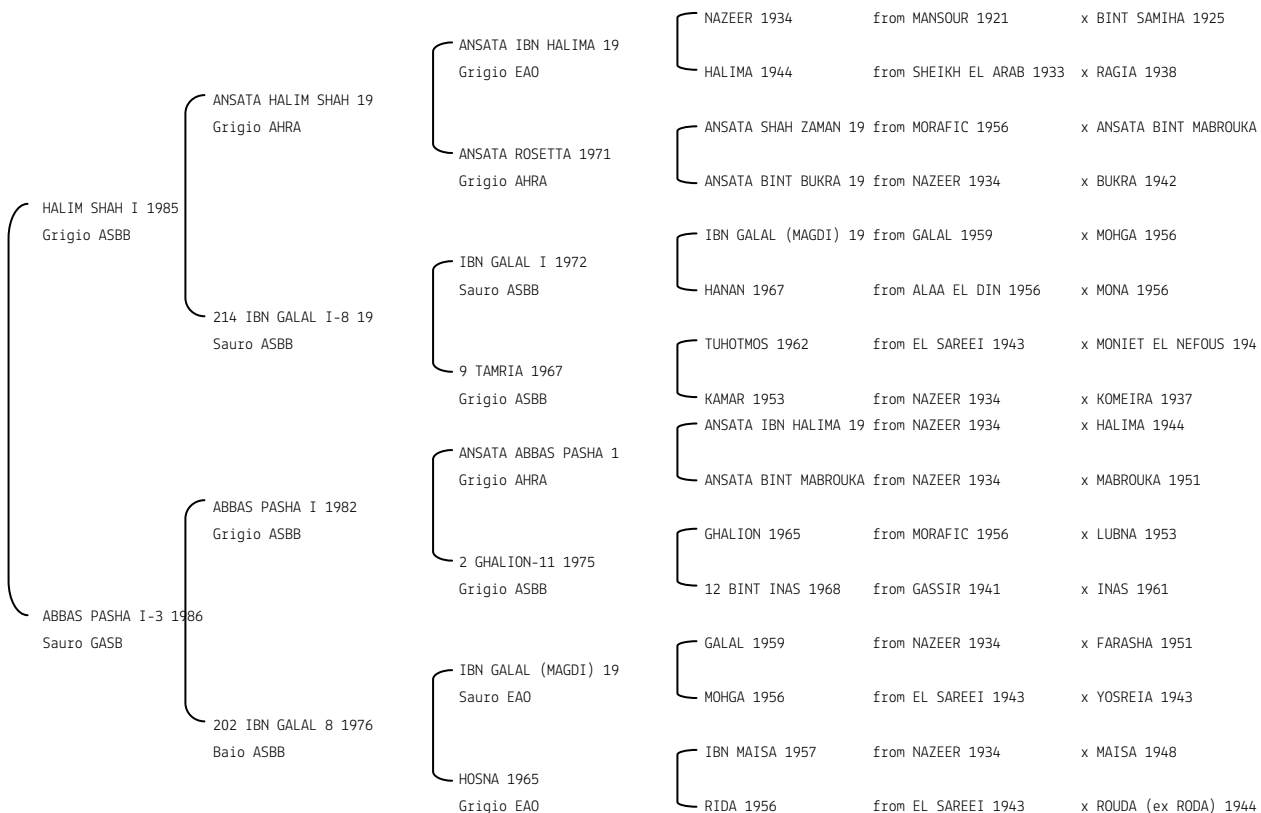 NAZEER 1934 from MANSOUR 1921 x BINT SAMIHA 1925
ANSATA IBN HALIMA 19
Grigio EAO
HALIMA 1944 from SHEIKH EL ARAB 1933 x RAGIA 1938
ANSATA HALIM SHAH 19
Grigio AHRA
ANSATA SHAH ZAMAN 19 from MORAFIC 1956 x ANSATA BINT MABROUKA
ANSATA ROSETTA 1971
Grigio AHRA
ANSATA BINT BUKRA 19 from NAZEER 1934 x BUKRA 1942
HALIM SHAH I 1985
Grigio ASBB
IBN GALAL (MAGDI) 19 from GALAL 1959 x MOHGA 1956
IBN GALAL I 1972
Sauro ASBB
HANAN 1967 from ALAA EL DIN 1956 x MONA 1956
214 IBN GALAL I-8 19
Sauro ASBB
TUHOTMOS 1962 from EL SAREEI 1943 x MONIET EL NEFOUS 194
9 TAMRIA 1967
Grigio ASBB
KAMAR 1953 from NAZEER 1934 x KOMEIRA 1937
ANSATA IBN HALIMA 19 from NAZEER 1934 x HALIMA 1944
ANSATA ABBAS PASHA 1
Grigio AHRA
ANSATA BINT MABROUKA from NAZEER 1934 x MABROUKA 1951
ABBAS PASHA I 1982
Grigio ASBB
GHALION 1965 from MORAFIC 1956 x LUBNA 1953
2 GHALION-11 1975
Grigio ASBB
12 BINT INAS 1968 from GASSIR 1941 x INAS 1961
ABBAS PASHA I-3 1986
Sauro GASB
GALAL 1959 from NAZEER 1934 x FARASHA 1951
IBN GALAL (MAGDI) 19
Sauro EAO
MOHGA 1956 from EL SAREEI 1943 x YOSREIA 1943
202 IBN GALAL 8 1976
Baio ASBB
IBN MAISA 1957 from NAZEER 1934 x MAISA 1948
HOSNA 1965
Grigio EAO
RIDA 1956 from EL SAREEI 1943 x ROUDA (ex RODA) 1944